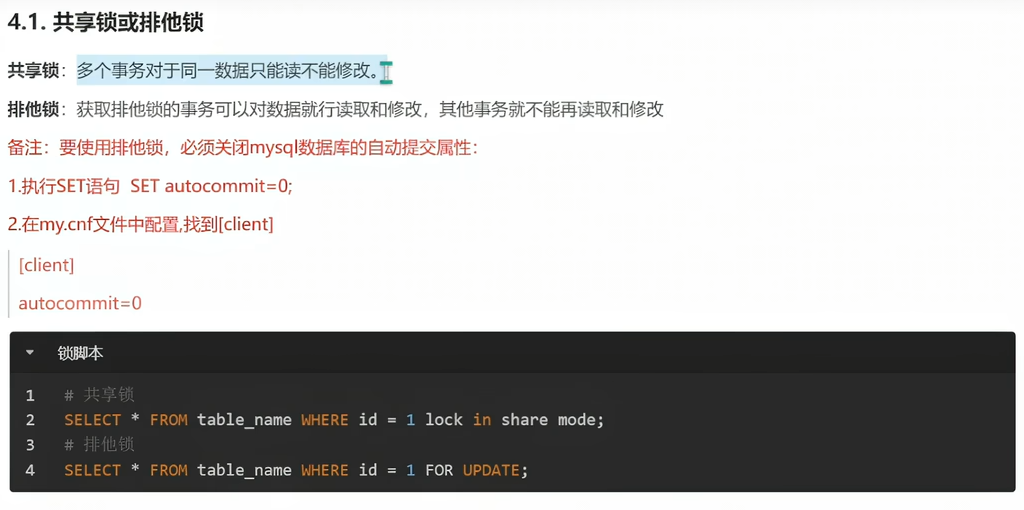 4.1. 共享锁或排他锁
共享锁：多个事务对于同一数据只能读不能修改。
排他锁：获取排他锁的事务可以对数据就行读取和修改，其他事务就不能再读取和修改
备注：要使用排他锁，必须关闭mysql数据库的自动提交属性：
1.执行SET语句 SET autocommit=0;
2.在my.cnf文件中配置,找到[client]
[client]
autocommit=0
锁脚本
1 # 共享锁
2 SELECT * FROM table_name WHERE id = 1 lock in share mode;
3 # 排他锁
4 SELECT * FROM table_name WHERE id = 1 FOR UPDATE;